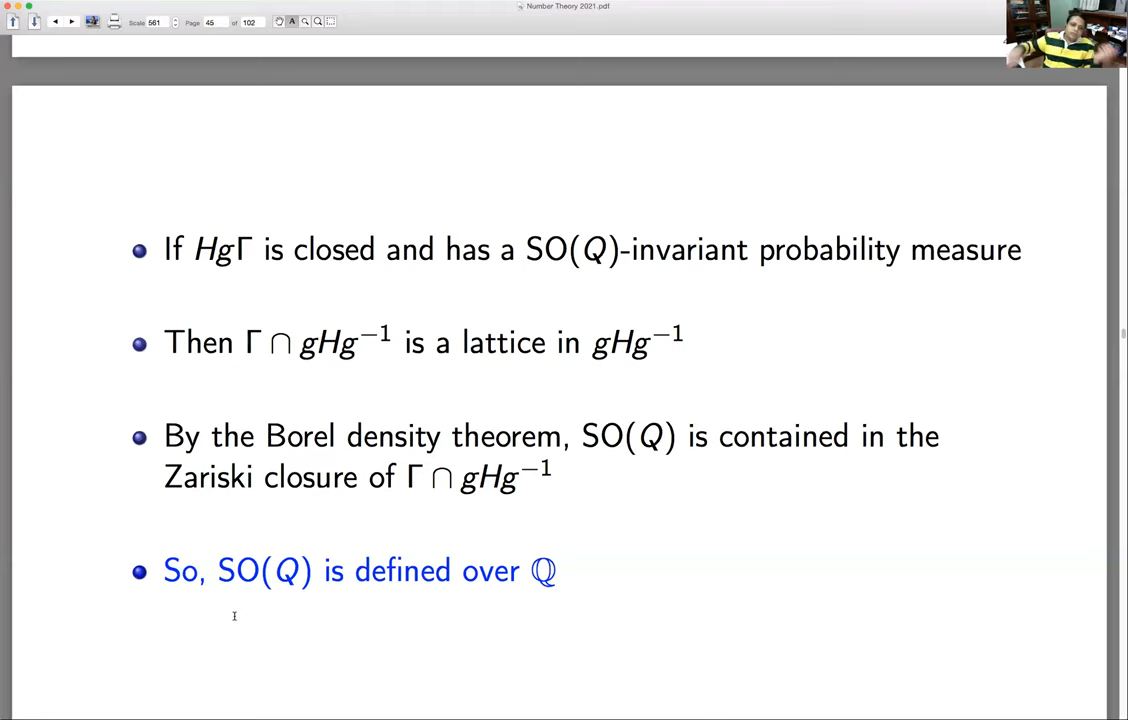 Number Theory 2021.pdf
Scale 561 Page 45 of 102
If HgΓ is closed and has a SO(Q)-invariant probability measure
Then Γ ∩ gHg⁻¹ is a lattice in gHg⁻¹
By the Borel density theorem, SO(Q) is contained in the
Zariski closure of Γ ∩ gHg⁻¹
So, SO(Q) is defined over ℚ